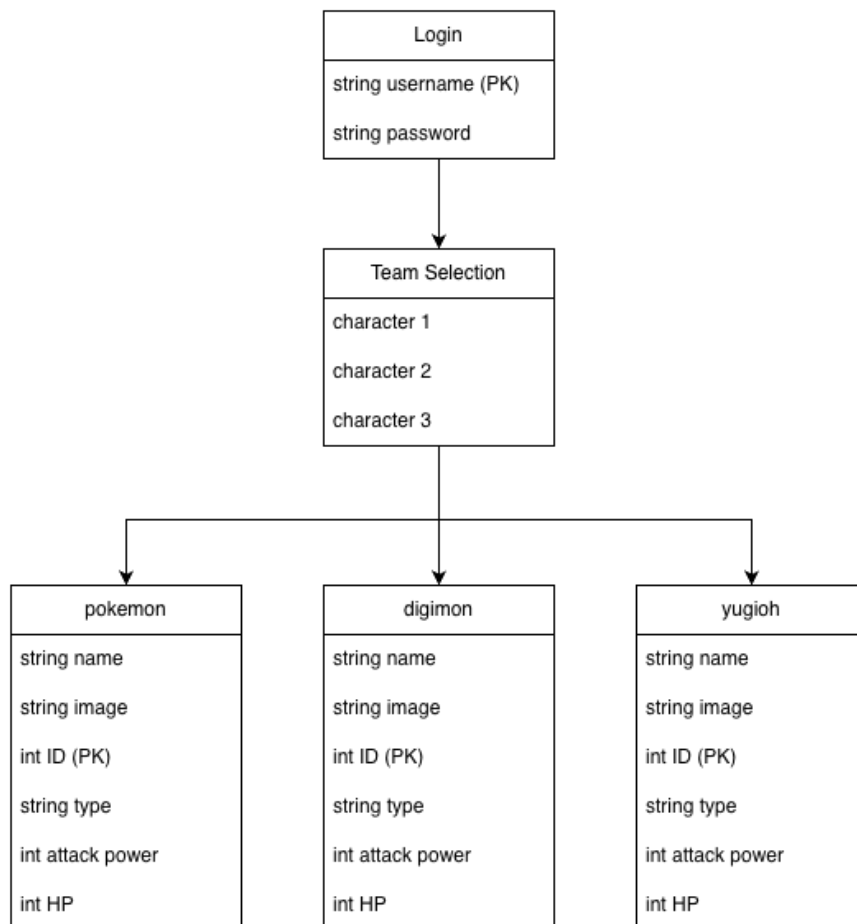 Login
string username (PK)
string password
Team Selection
character 1
character 2
character 3
pokemon
string name
string image
int ID (PK)
string type
int attack power
int HP
digimon
string name
string image
int ID (PK)
string type
int attack power
int HP
yugioh
string name
string image
int ID (PK)
string type
int attack power
int HP